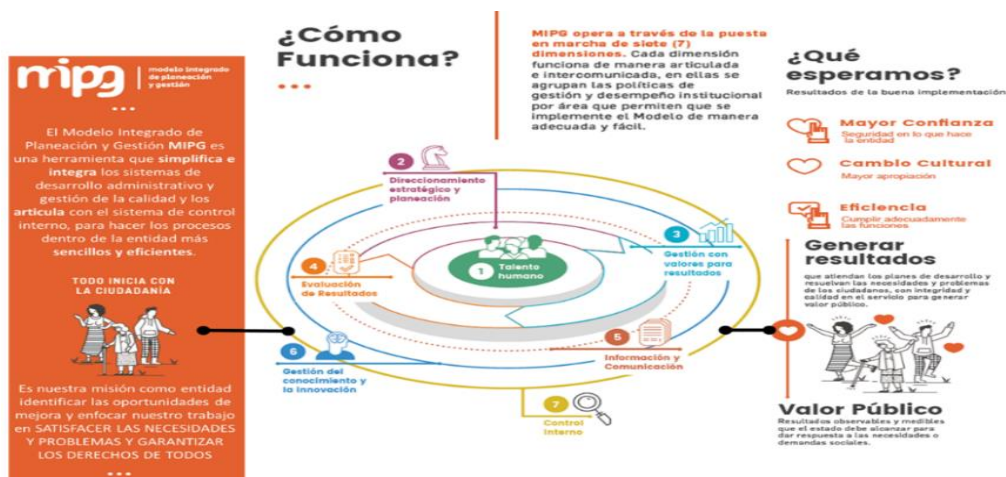 mipg
modelo integrado
de planeación
y gestión
El Modelo Integrado de
Planeación y Gestión MIPG es
una herramienta que simplifica e
integra los sistemas de
desarrollo administrativo y
gestión de la calidad y los
articula con el sistema de control
interno, para hacer los procesos
dentro de la entidad más
sencillos y eficientes.
TODO INICIA CON
LA CIUDADANÍA
Es nuestra misión como entidad
identificar las oportunidades de
mejora y enfocar nuestro trabajo
en SATISFACER LAS NECESIDADES
Y PROBLEMAS Y GARANTIZAR
LOS DERECHOS DE TODOS
¿Cómo
Funciona?
MIPG opera a través de la puesta
en marcha de siete (7)
dimensiones. Cada dimensión
funciona de manera articulada
e intercomunicada, en ellas se
agrupan las políticas de
gestión y desempeño institucional
por área que permiten que se
implemente el Modelo de manera
adecuada y fácil.
2
Direccionamiento
estratégico y
planeación
3
Gestión con
valores para
resultados
1
Talento
humano
4
Evaluación
de Resultados
5
Información y
Comunicación
6
Gestión del
conocimiento y
la innovación
7
Control
Interno
¿Qué
esperamos?
Resultados de la buena implementación
Mayor Confianza
Seguridad en lo que hace
la entidad
Cambio Cultural
Mayor apropiación
Eficiencia
Cumplir adecuadamente
las funciones
Generar
resultados
que atiendan los planes de desarrollo y
resuelvan las necesidades y problemas
de los ciudadanos, con integridad y
calidad en el servicio para generar
valor público.
Valor Público
Resultados observables y medibles
que el estado debe alcanzar para
dar respuesta a las necesidades o
demandas sociales.